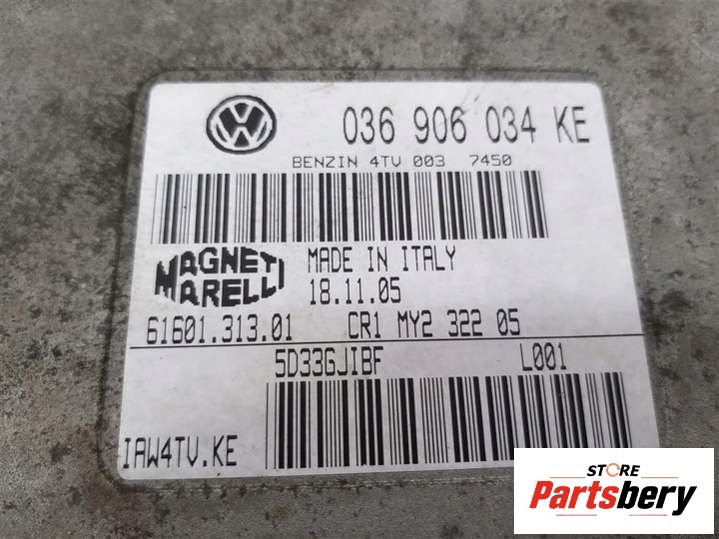 036 906 034 KE
BENZIN 4TV 003 7450
MAGNETI
MARELLI
MADE IN ITALY
18.11.05
61601.313.01 CR1 MY2 322 05
5D33GJIBF L001
IAW4TV.KE
STORE
Partsbery